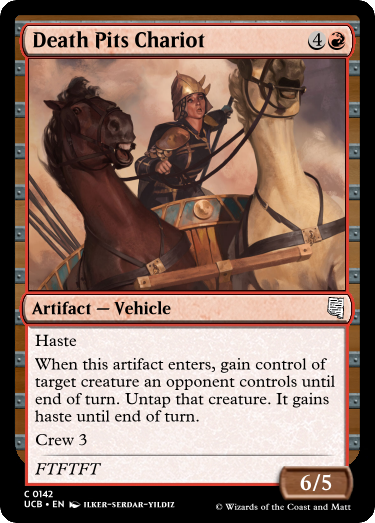 Death Pits Chariot 4
Artifact — Vehicle
Haste
When this artifact enters, gain control of
target creature an opponent controls until
end of turn. Untap that creature. It gains
haste until end of turn.
Crew 3
FTFTFT
6/5
C 0142
UCB • EN ILKER-SERDAR-YILDIZ
© Wizards of the Coast and Matt